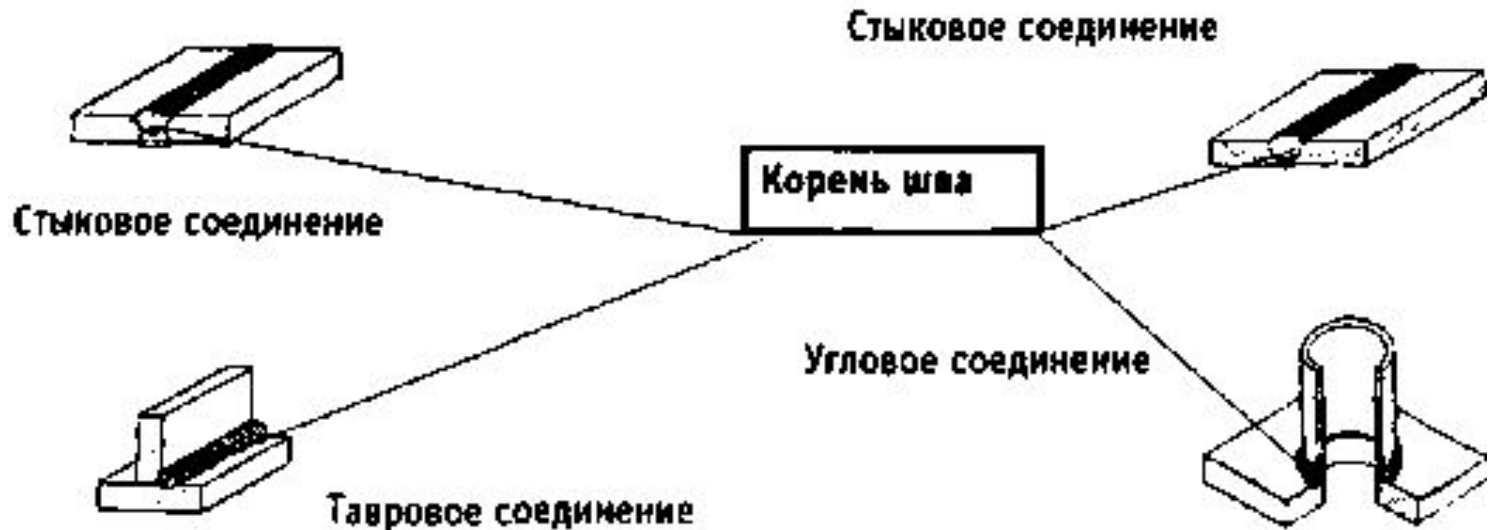 Стыковое соединение
Корень шва
Стыковое соединение
Угловое соединение
Тавровое соединение